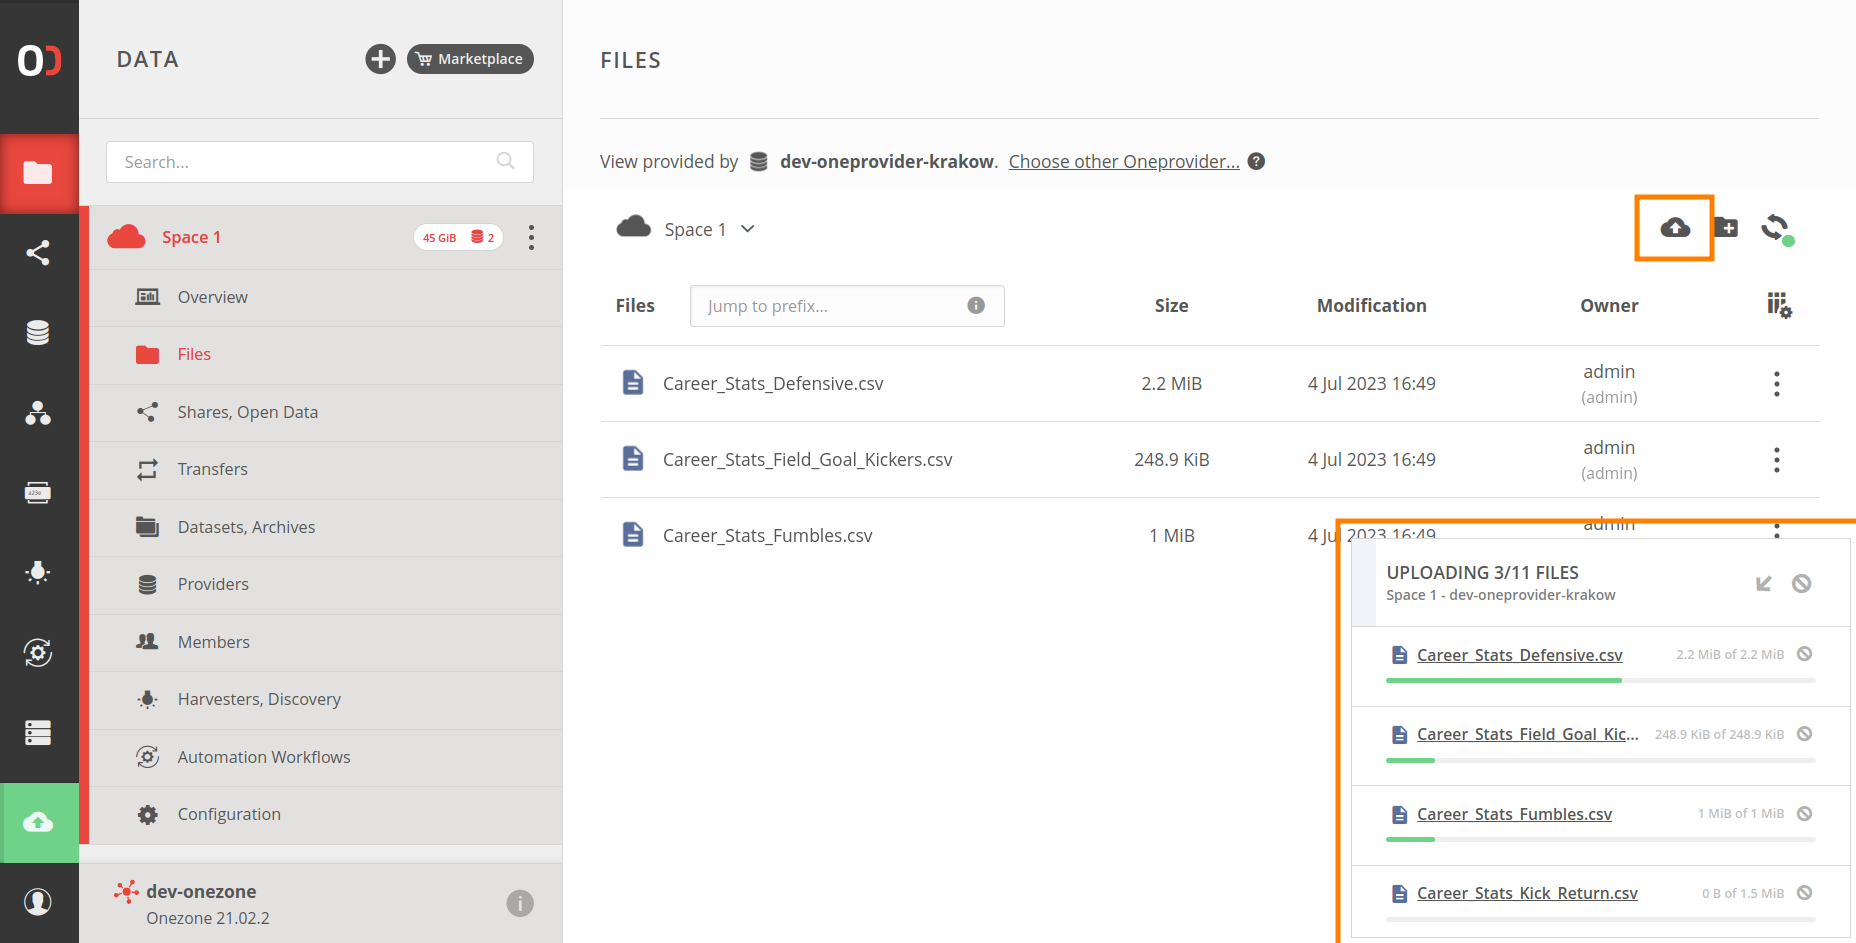 DATA
Marketplace
Search...
Space 1
45 GiB
2
Overview
Files
Shares, Open Data
Transfers
Datasets, Archives
Providers
Members
Harvesters, Discovery
Automation Workflows
Configuration
dev-onezone
Onezone 21.02.2
FILES
View provided by dev-oneprovider-krakow. Choose other Oneprovider...
Space 1
Files Jump to prefix... Size Modification Owner
Career_Stats_Defensive.csv 2.2 MiB 4 Jul 2023 16:49 admin
(admin)
Career_Stats_Field_Goal_Kickers.csv 248.9 KiB 4 Jul 2023 16:49 admin
(admin)
Career_Stats_Fumbles.csv 1 MiB 4 Jul 2023 16:49 admin
UPLOADING 3/11 FILES
Space 1 - dev-oneprovider-krakow
Career_Stats_Defensive.csv 2.2 MiB of 2.2 MiB
Career_Stats_Field_Goal_Kic... 248.9 KiB of 248.9 KiB
Career_Stats_Fumbles.csv 1 MiB of 1 MiB
Career_Stats_Kick_Return.csv 0 B of 1.5 MiB